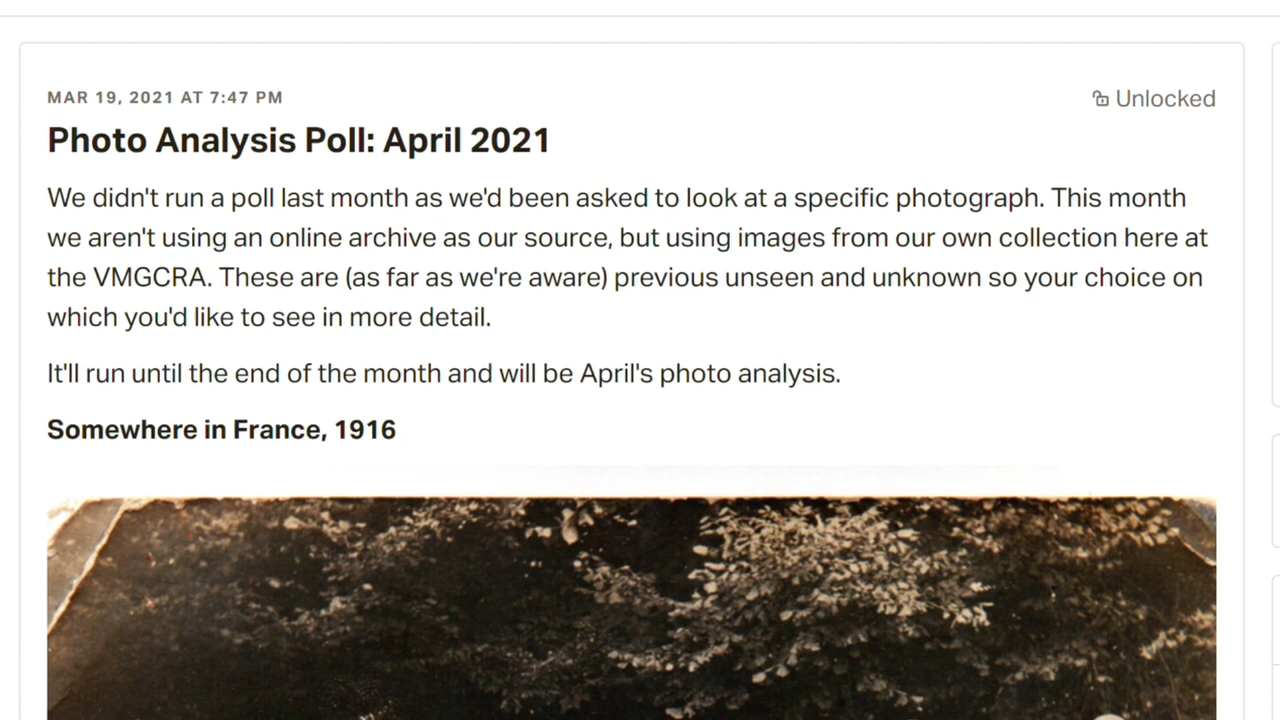 MAR 19, 2021 AT 7:47 PM
Unlocked
Photo Analysis Poll: April 2021
We didn't run a poll last month as we'd been asked to look at a specific photograph. This month
we aren't using an online archive as our source, but using images from our own collection here at
the VMGCRA. These are (as far as we're aware) previous unseen and unknown so your choice on
which you'd like to see in more detail.
It'll run until the end of the month and will be April's photo analysis.
Somewhere in France, 1916